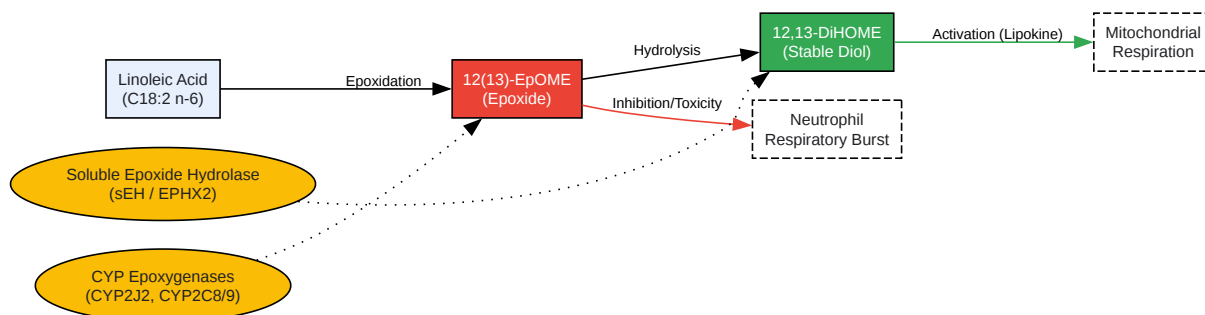 Linoleic Acid
(C18:2 n-6)
Epoxidation
12(13)-EpOME
(Epoxide)
Hydrolysis
12,13-DiHOME
(Stable Diol)
Activation (Lipokine)
Mitochondrial
Respiration
Inhibition/Toxicity
Neutrophil
Respiratory Burst
Soluble Epoxide Hydrolase
(sEH / EPHX2)
CYP Epoxygenases
(CYP2J2, CYP2C8/9)